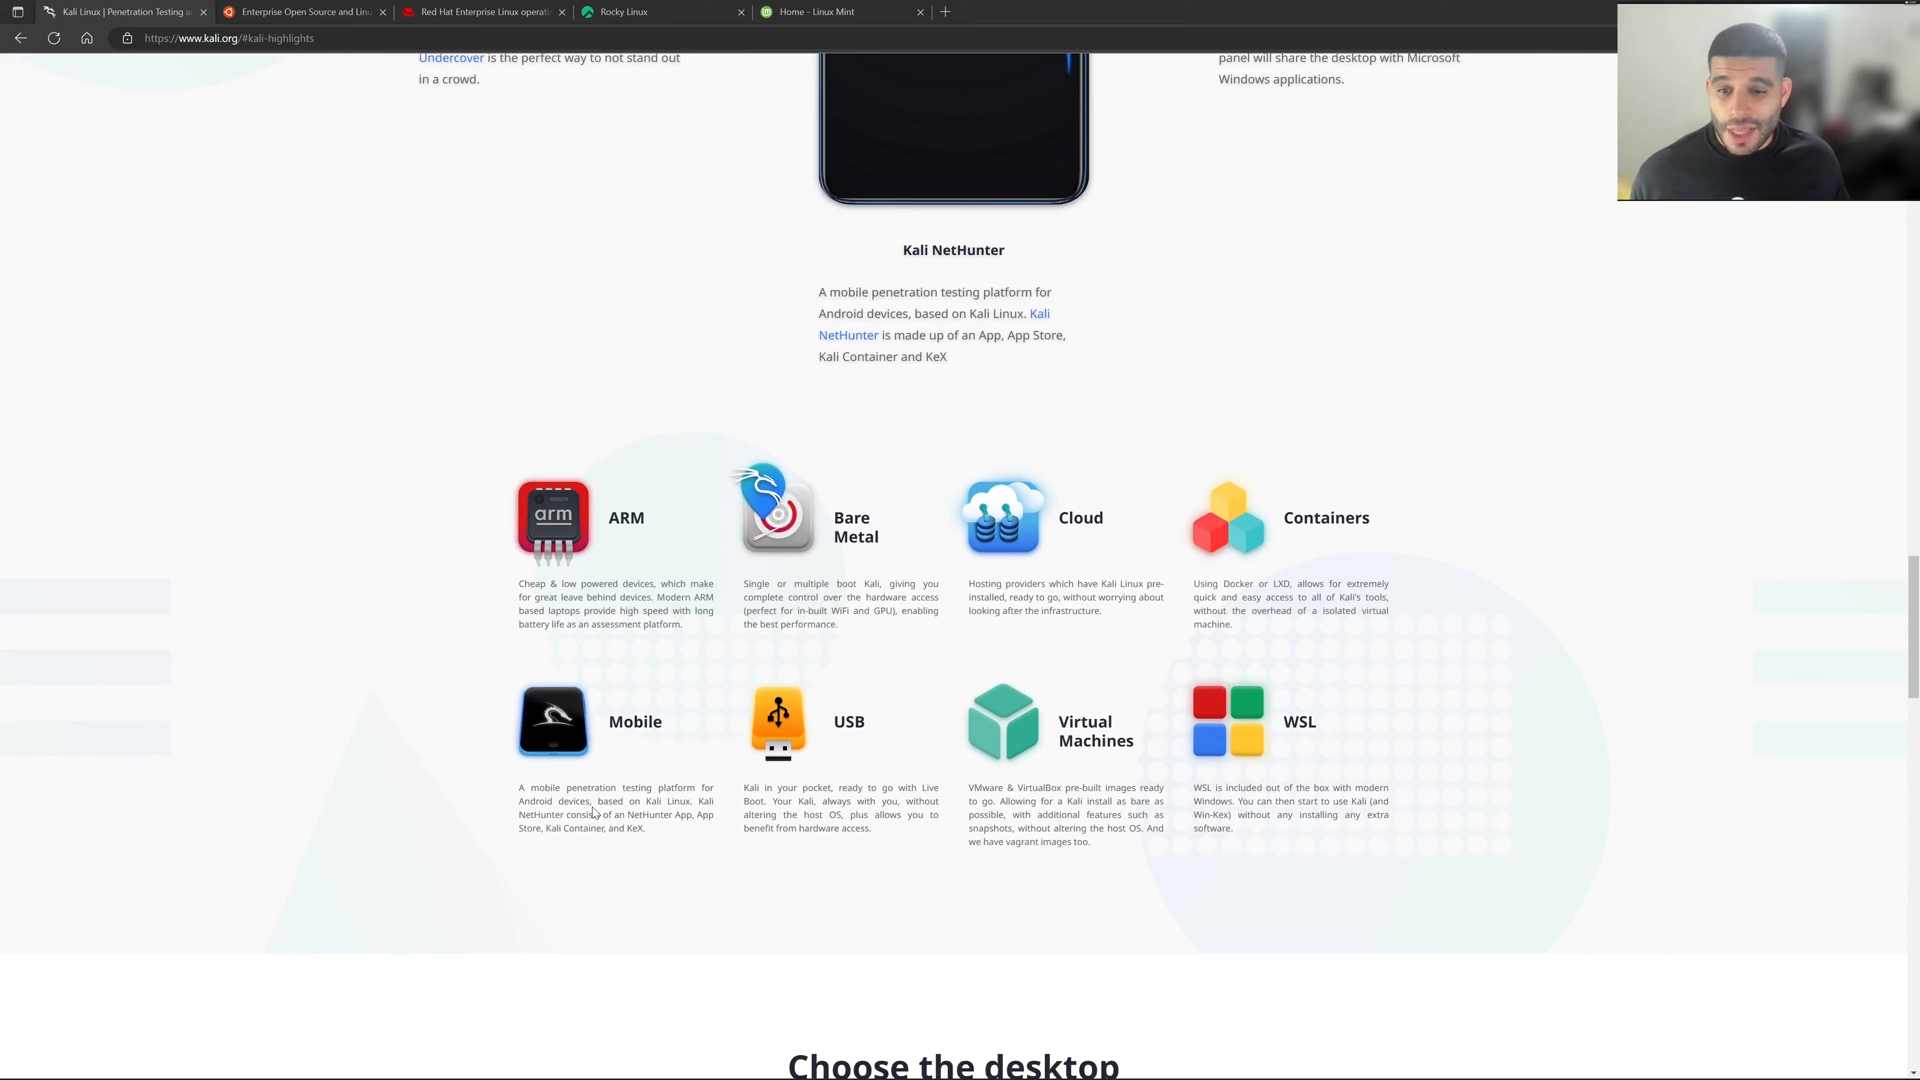 Kali Linux | Penetration Testing a
Enterprise Open Source and Linu
Red Hat Enterprise Linux operati
Rocky Linux
Home - Linux Mint
https://www.kali.org/#kali-highlights
Undercover is the perfect way to not stand out
in a crowd.
panel will share the desktop with Microsoft
Windows applications.
Kali NetHunter
A mobile penetration testing platform for
Android devices, based on Kali Linux. Kali
NetHunter is made up of an App, App Store,
Kali Container and KeX
arm
ARM
Cheap & low powered devices, which make
for great leave behind devices. Modern ARM
based laptops provide high speed with long
battery life as an assessment platform.
Bare
Metal
Single or multiple boot Kali, giving you
complete control over the hardware access
(perfect for in-built WiFi and GPU), enabling
the best performance.
Cloud
Hosting providers which have Kali Linux pre-
installed, ready to go, without worrying about
looking after the infrastructure.
Containers
Using Docker or LXD, allows for extremely
quick and easy access to all of Kali's tools,
without the overhead of a isolated virtual
machine.
Mobile
A mobile penetration testing platform for
Android devices, based on Kali Linux. Kali
NetHunter consists of an NetHunter App, App
Store, Kali Container, and KeX.
USB
Kali in your pocket, ready to go with Live
Boot. Your Kali, always with you, without
altering the host OS, plus allows you to
benefit from hardware access.
Virtual
Machines
VMware & VirtualBox pre-built images ready
to go. Allowing for a Kali install as bare as
possible, with additional features such as
snapshots, without altering the host OS. And
we have vagrant images too.
WSL
WSL is included out of the box with modern
Windows. You can then start to use Kali (and
Win-Kex) without any installing any extra
software.
Choose the desktop